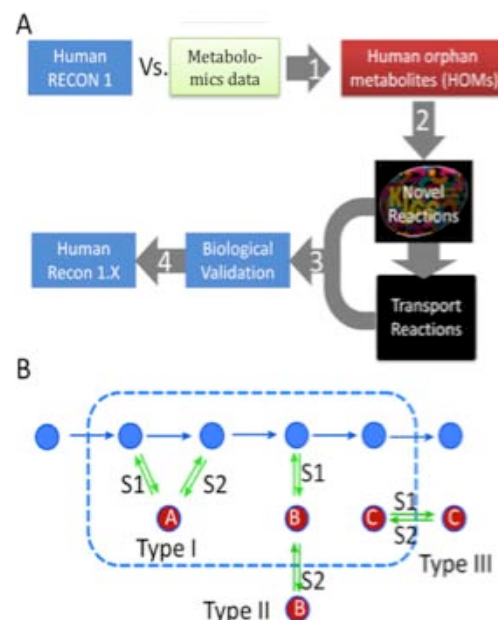 A
Human
RECON 1
Vs.
Metabolo-
mics data
1
Human orphan
metabolites (HOMs)
2
Novel
Reactions
Human
Recon 1.X
4
Biological
Validation
3
Transport
Reactions
B
S1
S2
S1
A
B
C
S1
S2
C
Type I
Type III
S2
Type II
B